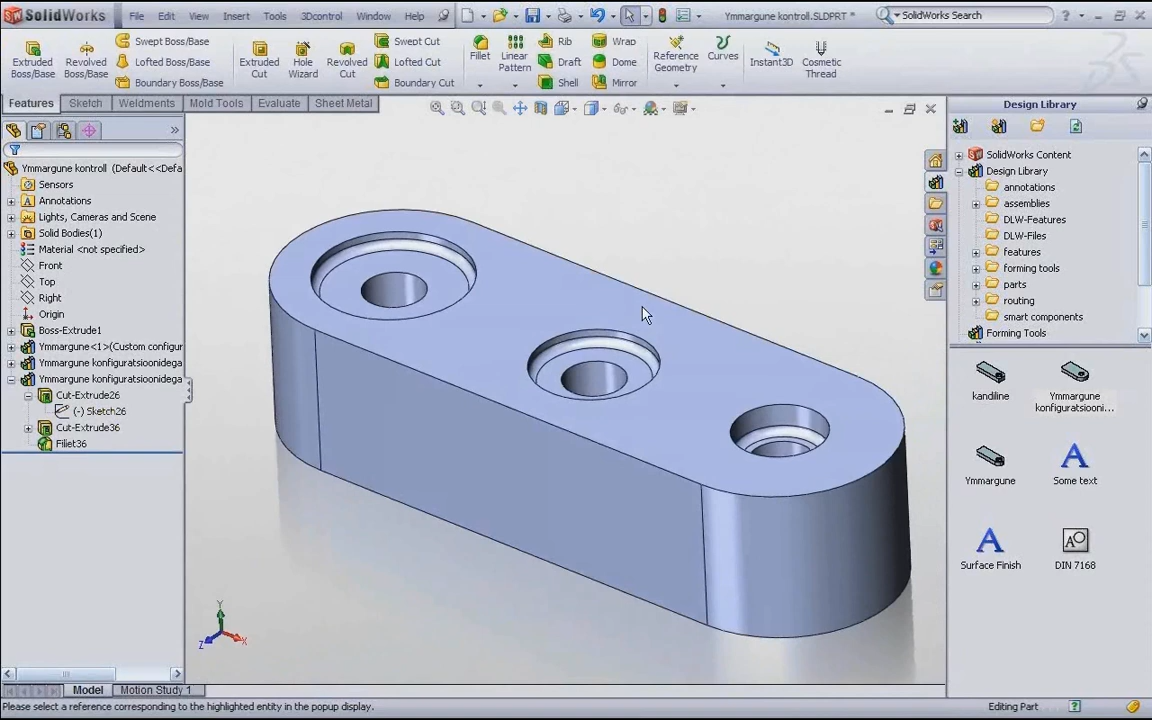 SolidWorks File Edit View Insert Tools 3Dcontrol Window Help Ymmargune kontroll.SLDPRT * SolidWorks Search
Extruded Boss/Base
Revolved Boss/Base
Swept Boss/Base
Lofted Boss/Base
Boundary Boss/Base
Extruded Cut
Hole Wizard
Revolved Cut
Swept Cut
Lofted Cut
Boundary Cut
Fillet
Linear Pattern
Rib
Draft
Shell
Wrap
Dome
Mirror
Reference Geometry
Curves
Instant3D
Cosmetic Thread
Features Sketch Weldments Mold Tools Evaluate Sheet Metal
Ymmargune kontroll (Default<<Defa
Sensors
Annotations
Lights, Cameras and Scene
Solid Bodies(1)
Material <not specified>
Front
Top
Right
Origin
Boss-Extrude1
Ymmargune<1>(Custom configur
Ymmargune konfiguratsioonidega
Ymmargune konfiguratsioonidega
Cut-Extrude26
(-) Sketch26
Cut-Extrude36
Fillet36
Y
Z X
Design Library
SolidWorks Content
Design Library
annotations
assemblies
DLW-Features
DLW-Files
features
forming tools
parts
routing
smart components
Forming Tools
kandiline
Ymmargune konfiguratsiooni...
Ymmargune
Some text
Surface Finish
DIN 7168
Model Motion Study 1
Please select a reference corresponding to the highlighted entity in the popup display. Editing Part